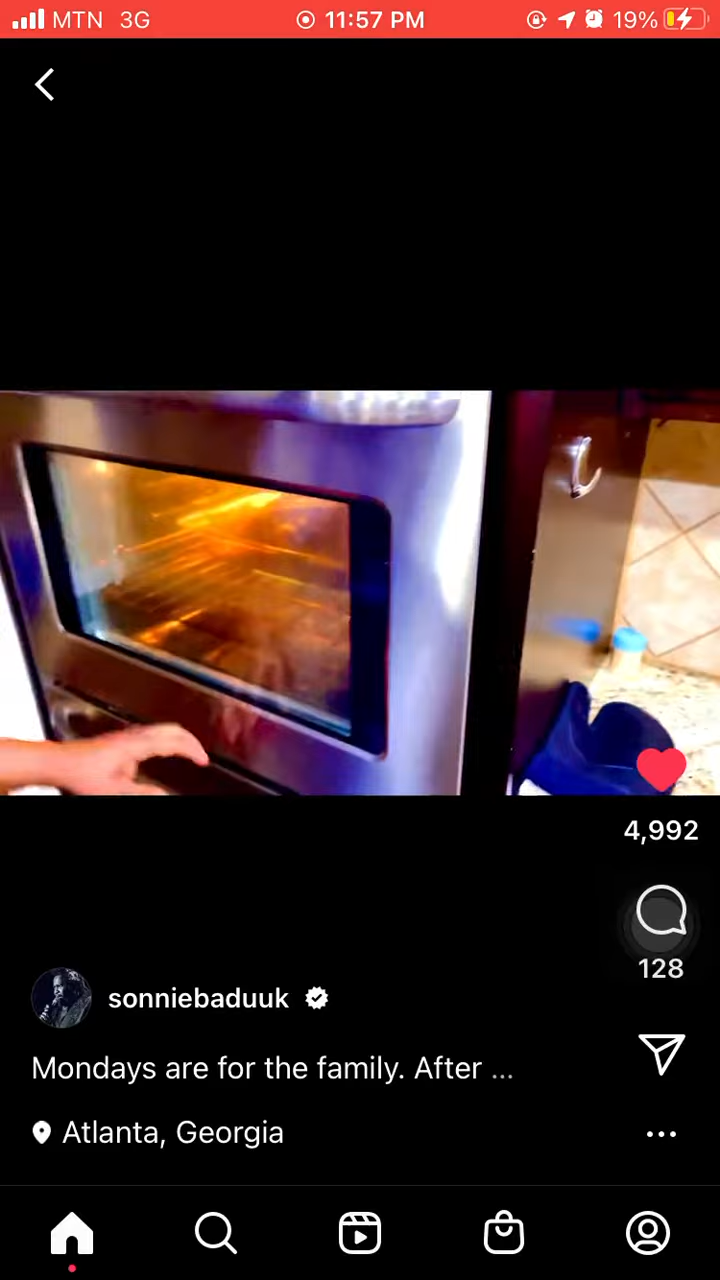 MTN 3G 11:57 PM 19%
4,992
128
sonniebaduuk
Mondays are for the family. After ...
Atlanta, Georgia